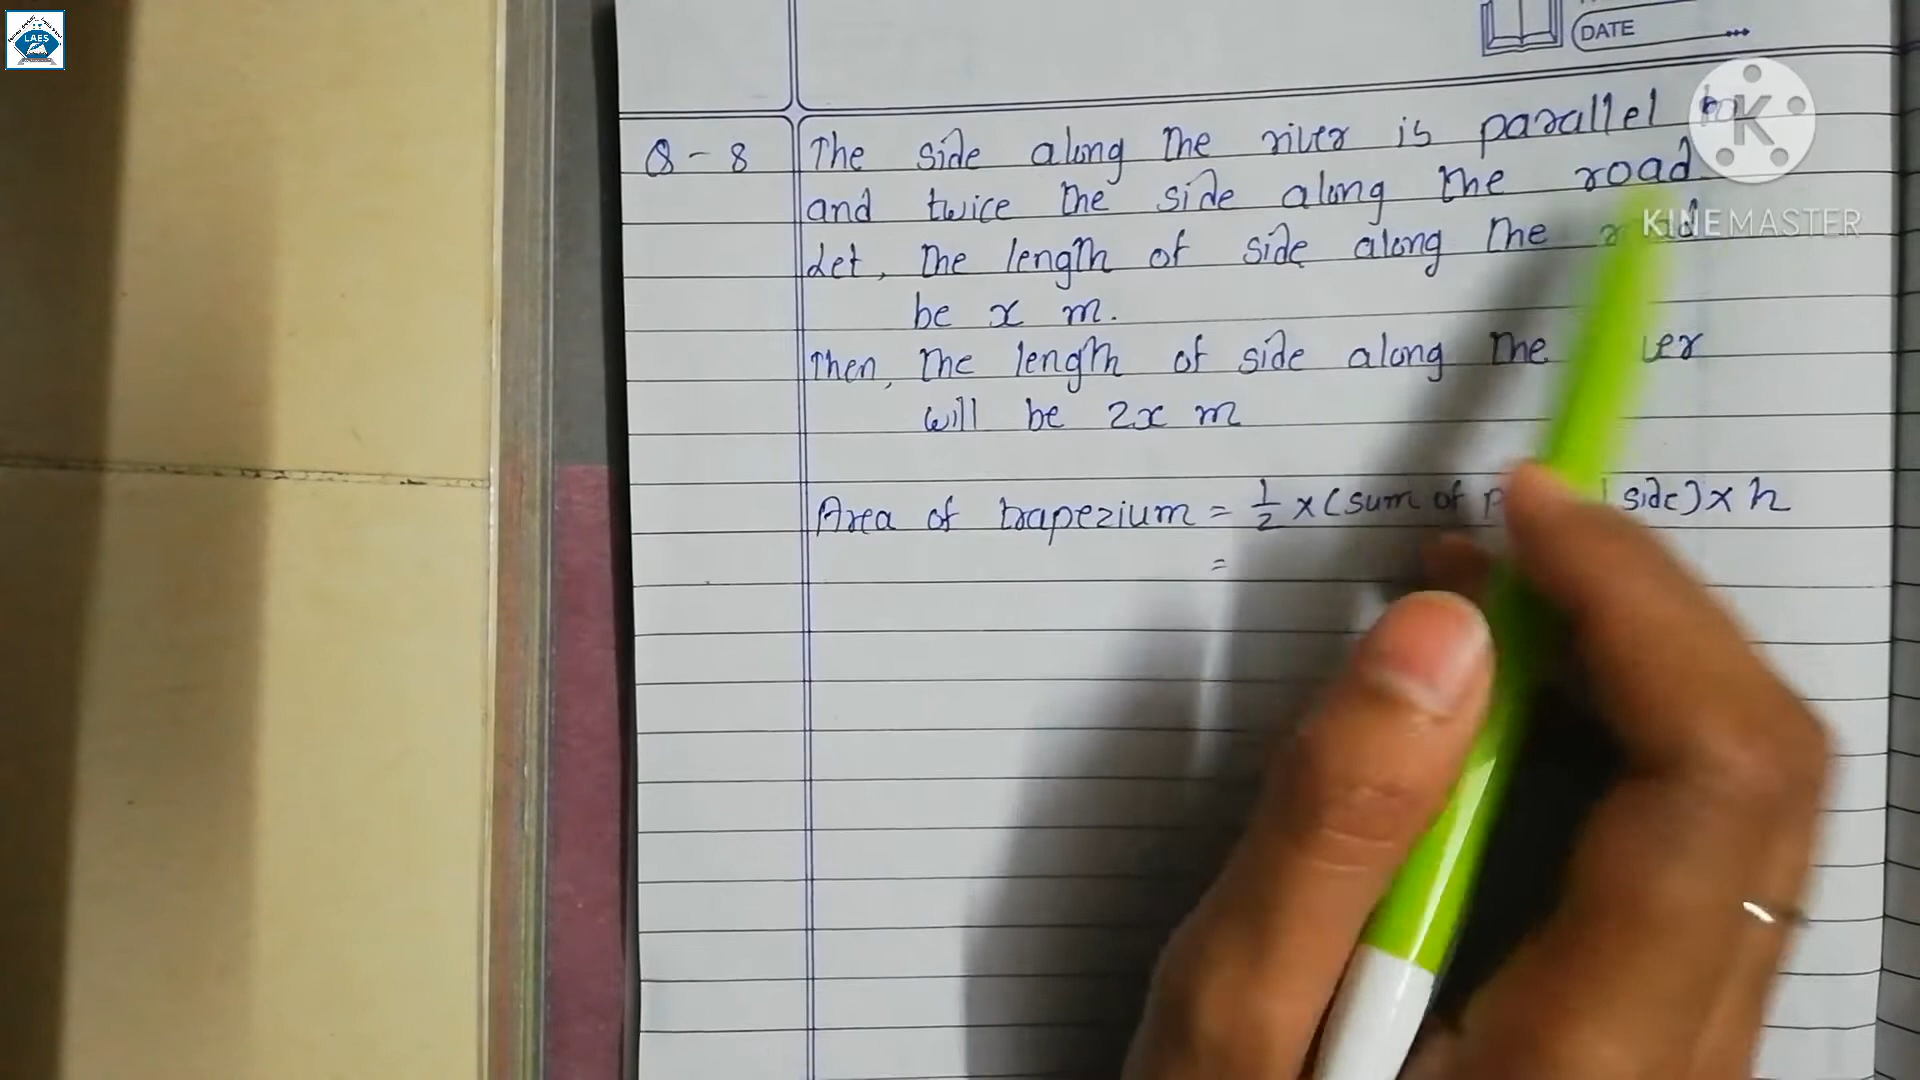 LAES
DATE
Q-8 The side along the river is parallel to
and twice the side along the road
Let, the length of side along the
be x m.
Then, the length of side along the
will be 2x m
Area of trapezium = 1/2 x (sum of side) x h
=
K
KINEMASTER